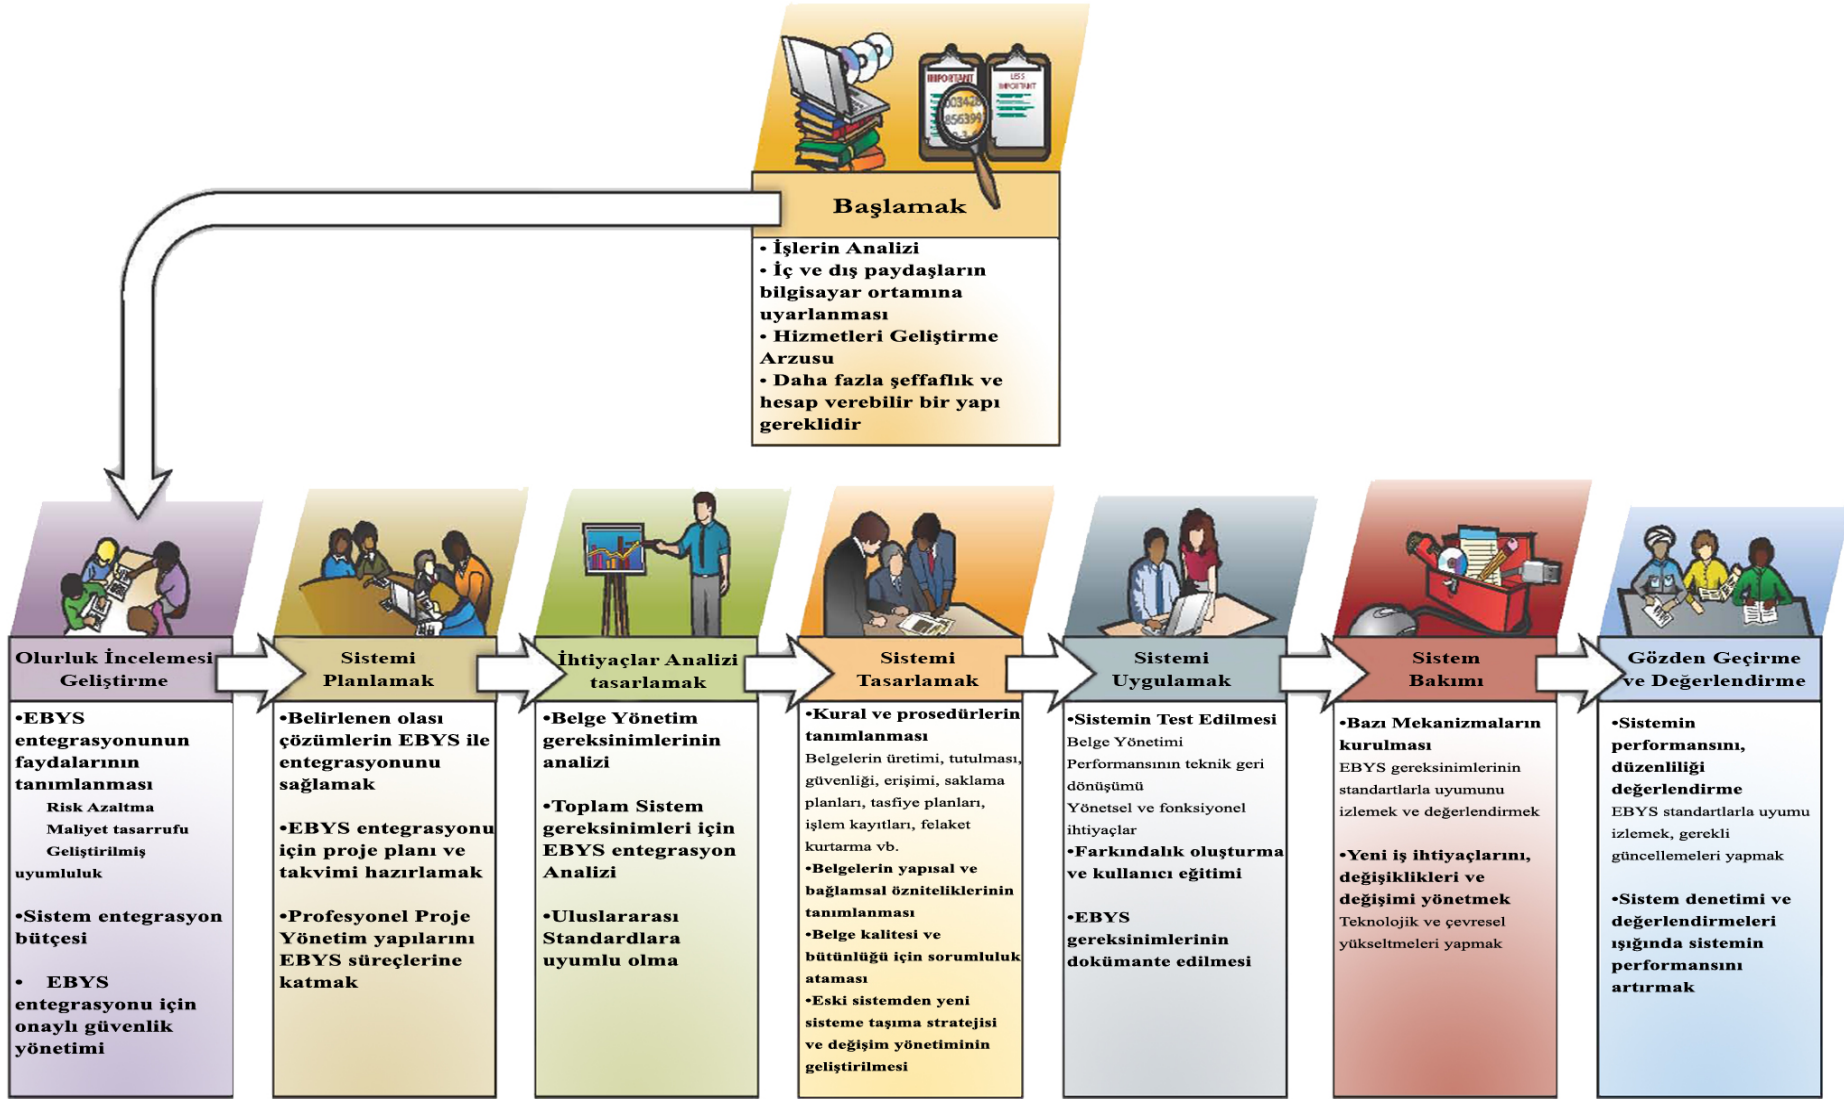 IMPORTANT
LESS
IMPORTANT
Başlamak
• İşlerin Analizi
• İç ve dış paydaşların
bilgisayar ortamına
uyarlanması
• Hizmetleri Geliştirme
Arzusu
• Daha fazla şeffaflık ve
hesap verebilir bir yapı
gereklidir
Olurluk İncelemesi
Geliştirme
•EBYS
entegrasyonunun
faydalarının
tanımlanması
Risk Azaltma
Maliyet tasarrufu
Geliştirilmiş
uyumluluk
•Sistem entegrasyon
bütçesi
• EBYS
entegrasyonu için
onaylı güvenlik
yönetimi
Sistemi
Planlamak
•Belirlenen olası
çözümlerin EBYS ile
entegrasyonunu
sağlamak
•EBYS entegrasyonu
için proje planı ve
takvimi hazırlamak
•Profesyonel Proje
Yönetim yapılarını
EBYS süreçlerine
katmak
İhtiyaçlar Analizi
tasarlamak
•Belge Yönetim
gereksinimlerinin
analizi
•Toplam Sistem
gereksinimleri için
EBYS entegrasyon
Analizi
•Uluslararası
Standardlara
uyumlu olma
Sistemi
Tasarlamak
•Kural ve prosedürlerin
tanımlanması
Belgelerin üretimi, tutulması,
güvenliği, erişimi, saklama
planları, tasfiye planları,
işlem kayıtları, felaket
kurtarma vb.
•Belgelerin yapısal ve
bağlamsal özniteliklerinin
tanımlanması
•Belge kalitesi ve
bütünlüğü için sorumluluk
ataması
•Eski sistemden yeni
sisteme taşıma stratejisi
ve değişim yönetiminin
geliştirilmesi
Sistemi
Uygulamak
•Sistemin Test Edilmesi
Belge Yönetimi
Performansının teknik geri
dönüşümü
Yönetsel ve fonksiyonel
ihtiyaçlar
•Farkındalık oluşturma
ve kullanıcı eğitimi
•EBYS
gereksinimlerinin
dokümante edilmesi
Sistem
Bakımı
•Bazı Mekanizmaların
kurulması
EBYS gereksinimlerinin
standartlarla uyumunu
izlemek ve değerlendirmek
•Yeni iş ihtiyaçlarını,
değişiklikleri ve
değişimi yönetmek
Teknolojik ve çevresel
yükseltmeleri yapmak
Gözden Geçirme
ve Değerlendirme
•Sistemin
performansını,
düzenliliği
değerlendirme
EBYS standartlarla uyumu
izlemek, gerekli
güncellemeleri yapmak
•Sistem denetimi ve
değerlendirmeleri
ışığında sistemin
performansını
artırmak